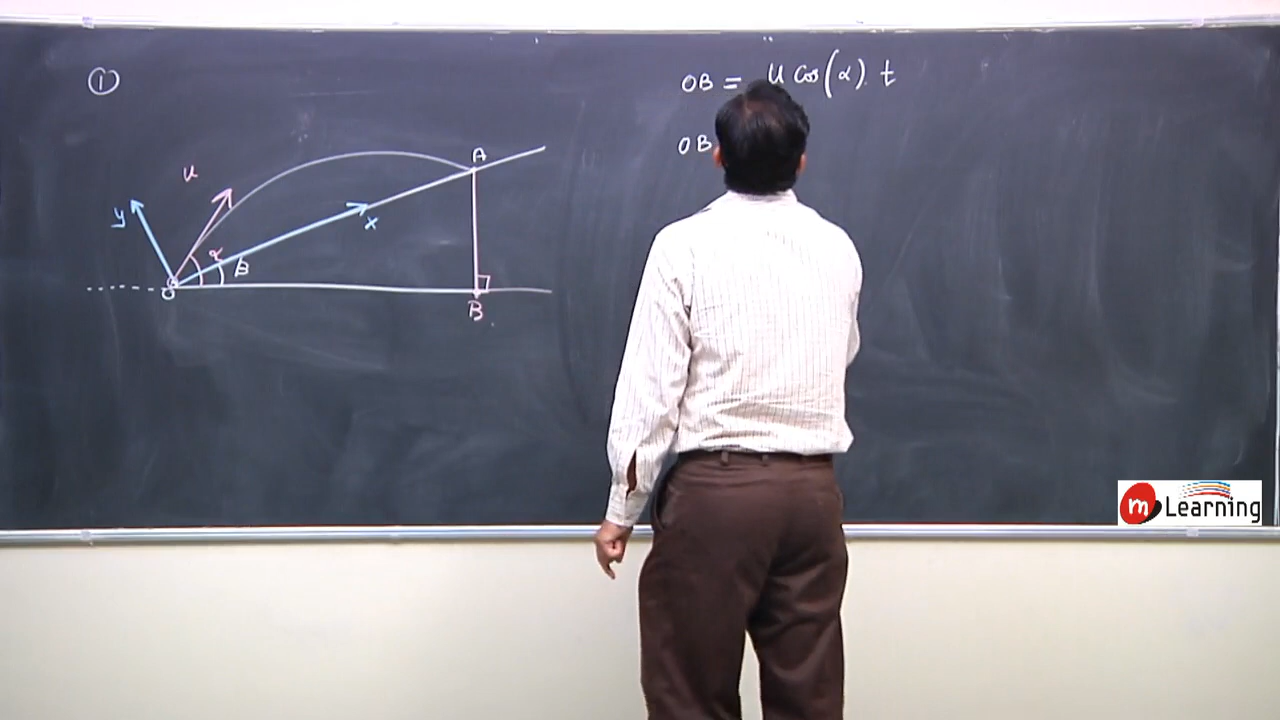 ①
OB = u Cos(α). t
OB
A
u
y
x
α
β
O
B
m Learning